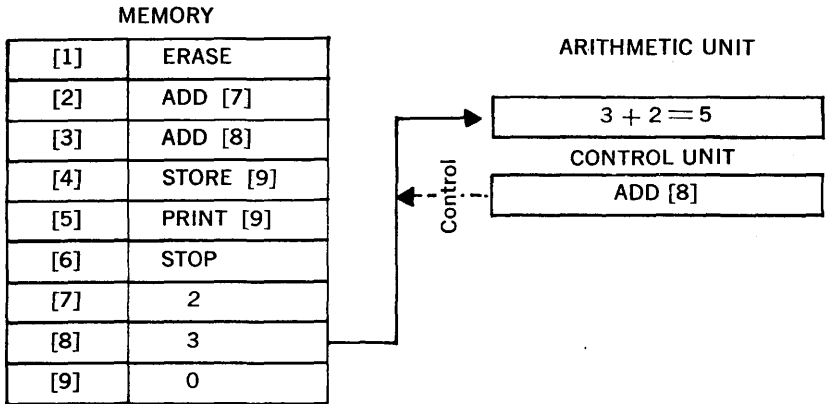 MEMORY
[1] ERASE
[2] ADD [7]
[3] ADD [8]
[4] STORE [9]
[5] PRINT [9]
[6] STOP
[7] 2
[8] 3
[9] 0
ARITHMETIC UNIT
3 + 2 = 5
CONTROL UNIT
ADD [8]
Control